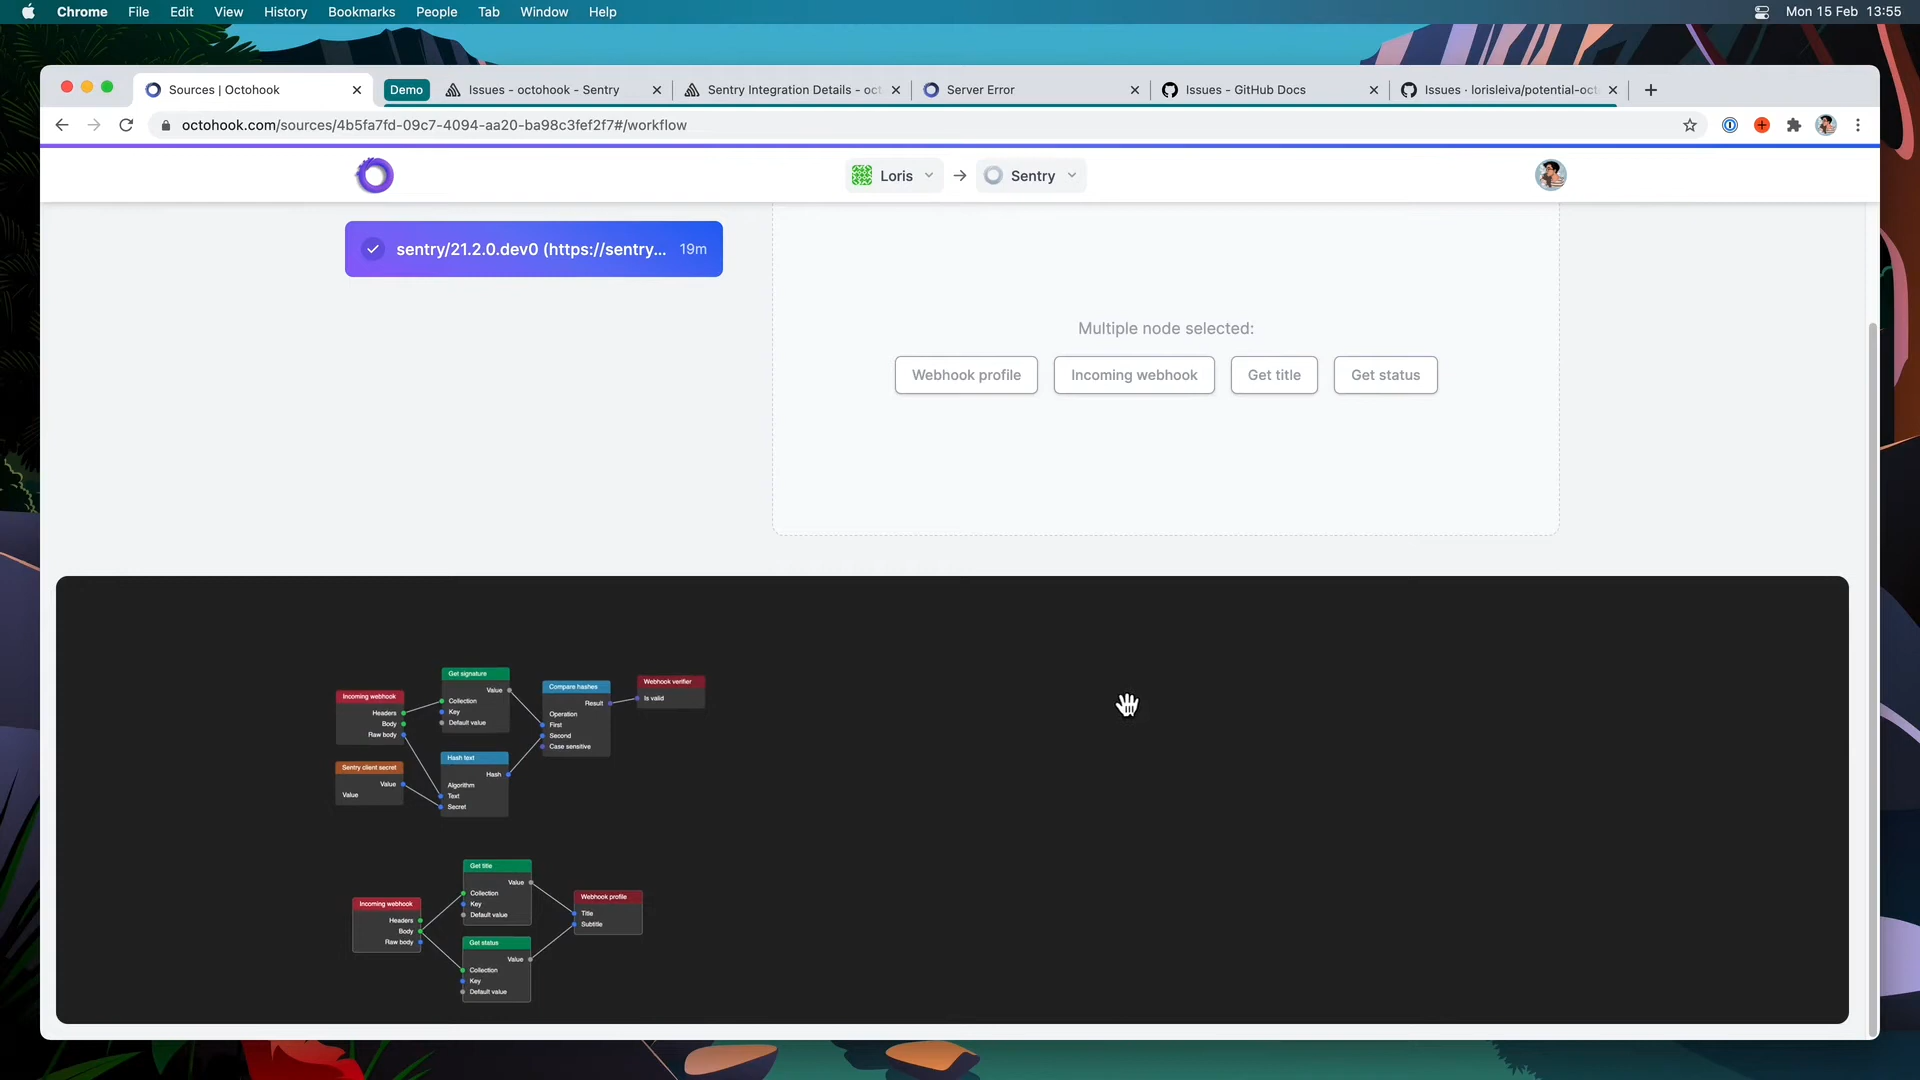 Chrome File Edit View History Bookmarks People Tab Window Help Mon 15 Feb 13:55
Sources | Octohook Demo Issues - octohook - Sentry Sentry Integration Details - oct Server Error Issues - GitHub Docs Issues · lorisleiva/potential-oct
octohook.com/sources/4b5fa7fd-09c7-4094-aa20-ba98c3fef2f7#/workflow
Loris → Sentry
sentry/21.2.0.dev0 (https://sentry... 19m
Multiple node selected:
Webhook profile Incoming webhook Get title Get status
Incoming webhook
Headers
Body
Raw body
Sentry client secret
Value
Value
Get signature
Value
Collection
Key
Default value
Hash text
Hash
Algorithm
Text
Secret
Compare hashes
Result
Operation
First
Second
Case sensitive
Webhook verifier
Is valid
Incoming webhook
Headers
Body
Raw body
Get title
Value
Collection
Key
Default value
Get status
Value
Collection
Key
Default value
Webhook profile
Title
Subtitle